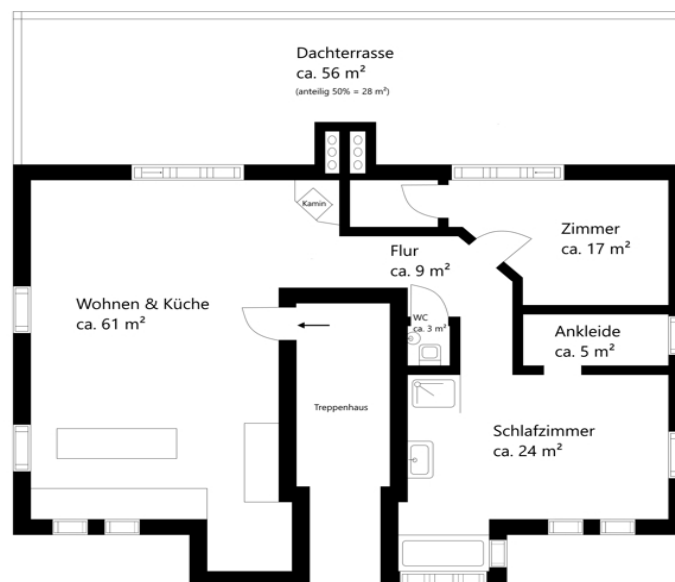 Dachterrasse
ca. 56 m²
(anteilig 50% = 28 m²)
Kamin
Zimmer
ca. 17 m²
Flur
ca. 9 m²
Wohnen & Küche
ca. 61 m²
WC
ca. 3 m²
Ankleide
ca. 5 m²
Treppenhaus
Schlafzimmer
ca. 24 m²